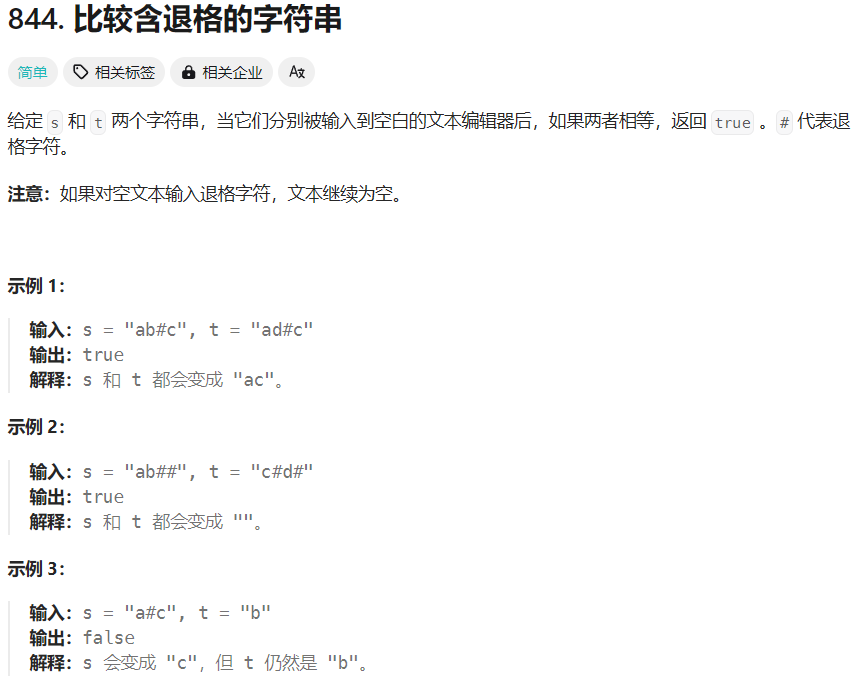 844. 比较含退格的字符串
简单 相关标签 相关企业 Aあ
给定 s 和 t 两个字符串，当它们分别被输入到空白的文本编辑器后，如果两者相等，返回 true 。# 代表退
格字符。
注意：如果对空文本输入退格字符，文本继续为空。
示例 1：
输入：s = "ab#c", t = "ad#c"
输出：true
解释：s 和 t 都会变成 "ac"。
示例 2：
输入：s = "ab##", t = "c#d#"
输出：true
解释：s 和 t 都会变成 ""。
示例 3：
输入：s = "a#c", t = "b"
输出：false
解释：s 会变成 "c"，但 t 仍然是 "b"。